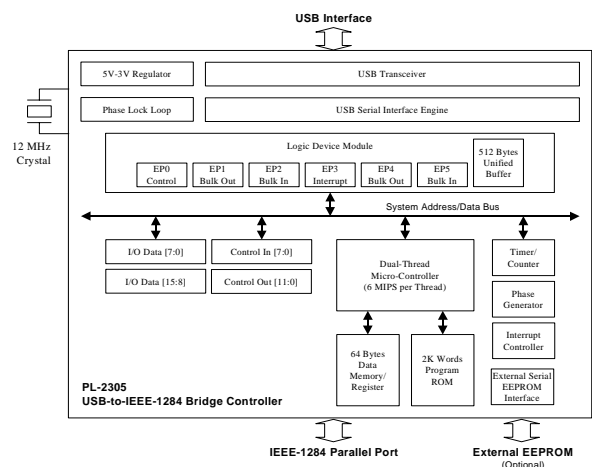 USB Interface
5V-3V Regulator
USB Transceiver
Phase Lock Loop
USB Serial Interface Engine
12 MHz
Crystal
Logic Device Module
EP0
Control
EP1
Bulk Out
EP2
Bulk In
EP3
Interrupt
EP4
Bulk Out
EP5
Bulk In
512 Bytes
Unified
Buffer
System Address/Data Bus
I/O Data [7:0]
Control In [7:0]
I/O Data [15:8]
Control Out [11:0]
Dual-Thread
Micro-Controller
(6 MIPS per Thread)
Timer/
Counter
Phase
Generator
Interrupt
Controller
64 Bytes
Data
Memory/
Register
2K Words
Program
ROM
External Serial
EEPROM
Interface
PL-2305
USB-to-IEEE-1284 Bridge Controller
IEEE-1284 Parallel Port
External EEPROM
(Optional)